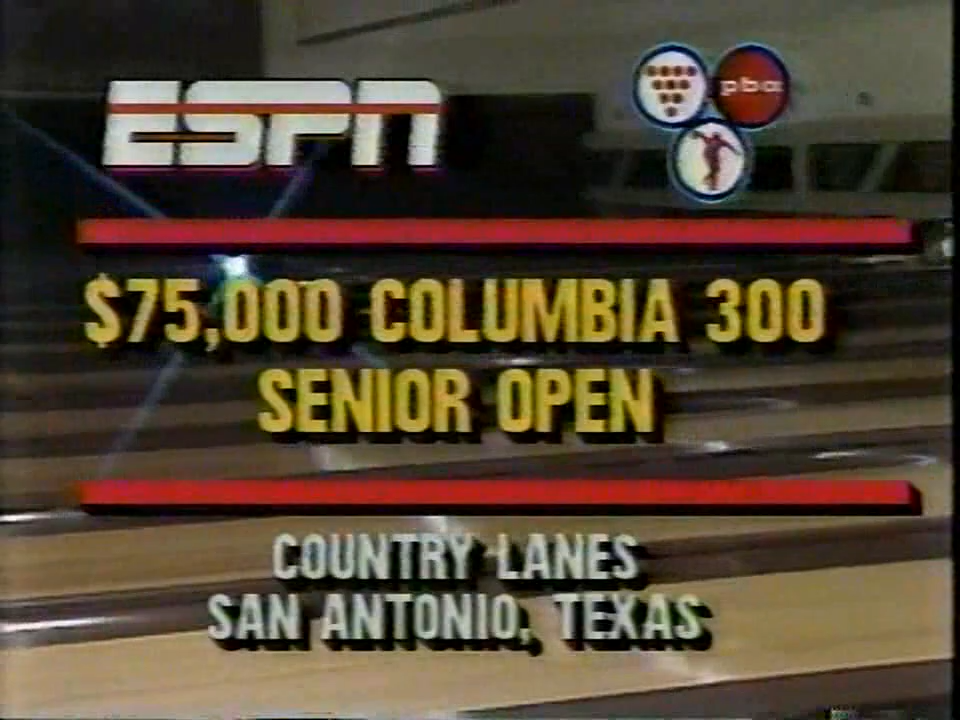 ESPN
pba
$75,000 COLUMBIA 300
SENIOR OPEN
COUNTRY LANES
SAN ANTONIO, TEXAS